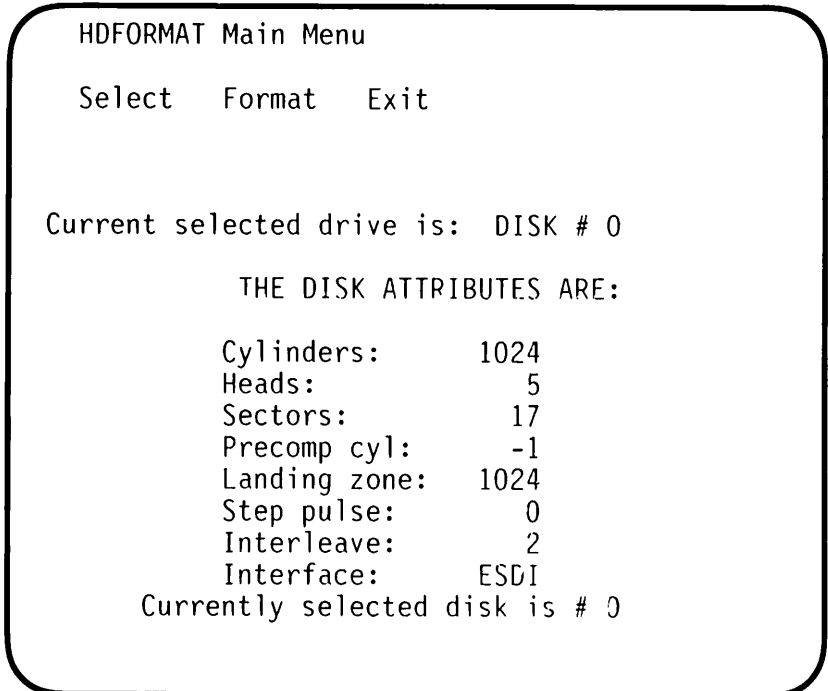 HDFORMAT Main Menu
Select Format Exit
Current selected drive is: DISK # 0
THE DISK ATTRIBUTES ARE:
Cylinders: 1024
Heads: 5
Sectors: 17
Precomp cyl: -1
Landing zone: 1024
Step pulse: 0
Interleave: 2
Interface: ESDI
Currently selected disk is # 0